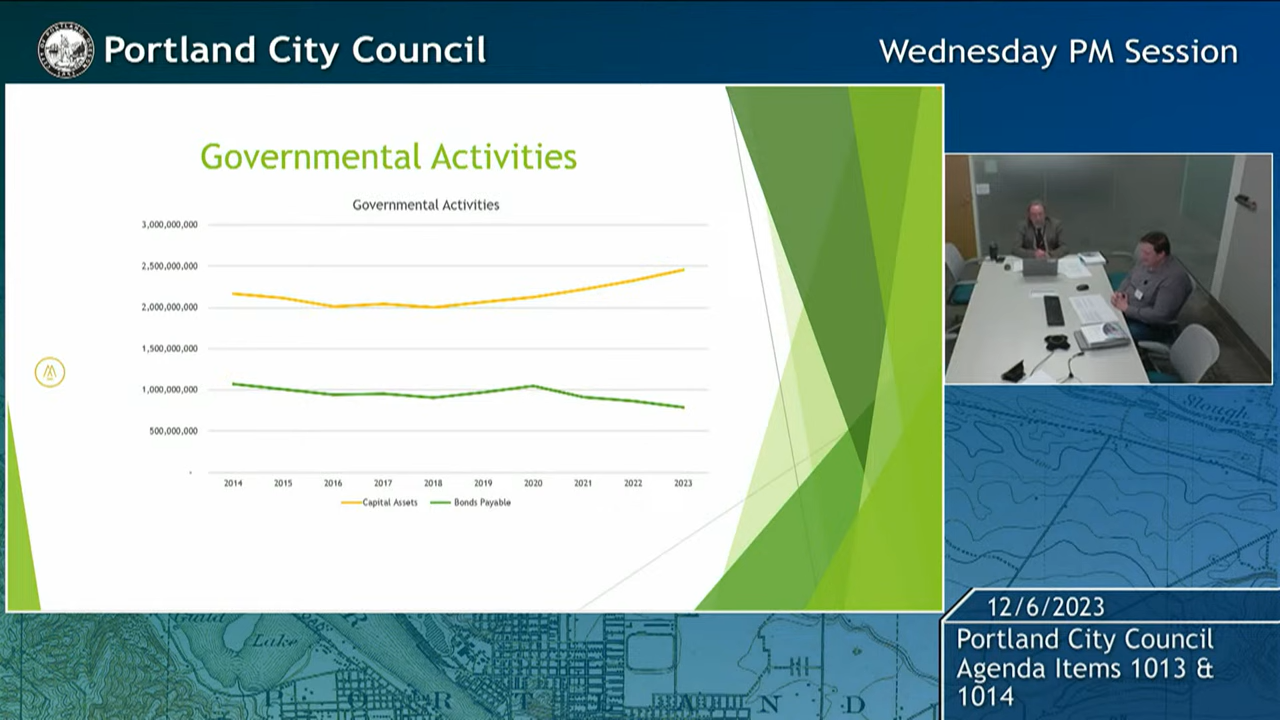 Portland City Council
Wednesday PM Session
Governmental Activities
Governmental Activities
3,000,000,000
2,500,000,000
2,000,000,000
1,500,000,000
1,000,000,000
500,000,000
-
2014 2015 2016 2017 2018 2019 2020 2021 2022 2023
Capital Assets Bonds Payable
Slough
12/6/2023
Portland City Council
Agenda Items 1013 &
1014
Guild
Lake